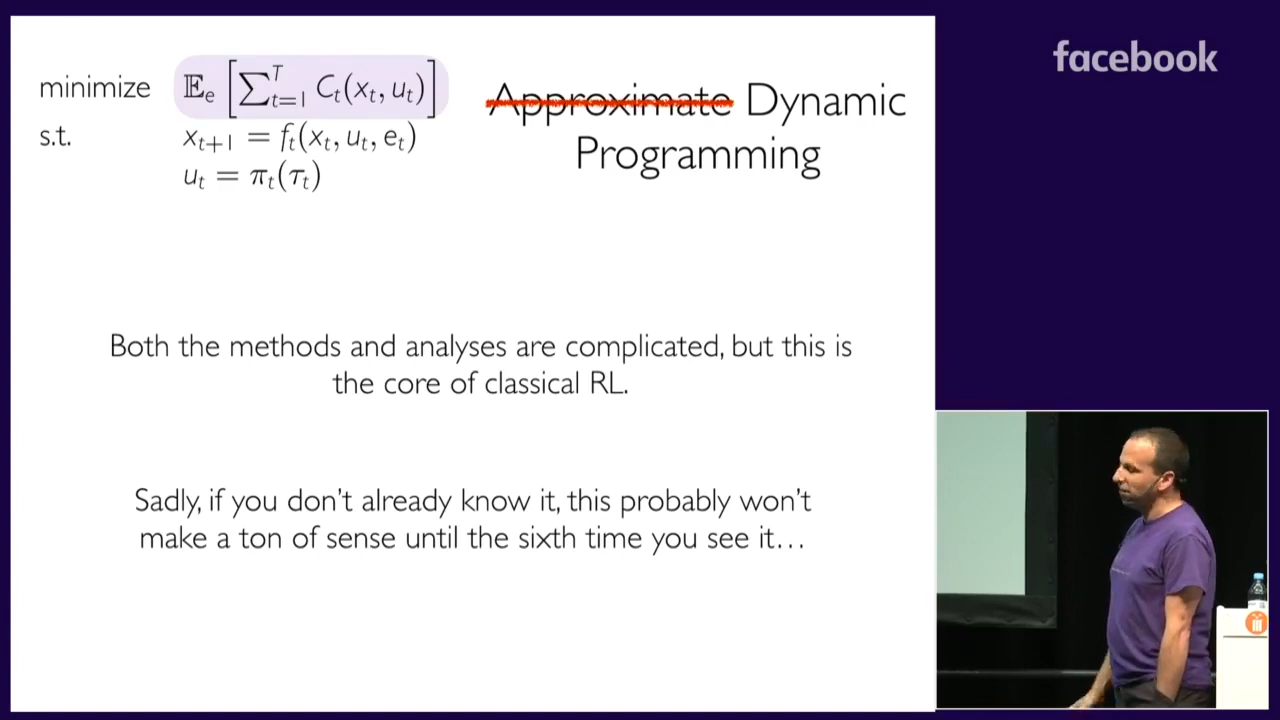 minimize 𝔼ₑ [∑ᵀₜ₌₁ Cₜ(xₜ, uₜ)]
s.t. xₜ₊₁ = fₜ(xₜ, uₜ, eₜ)
uₜ = πₜ(τₜ)
Approximate Dynamic
Programming
Both the methods and analyses are complicated, but this is
the core of classical RL.
Sadly, if you don't already know it, this probably won't
make a ton of sense until the sixth time you see it…
facebook